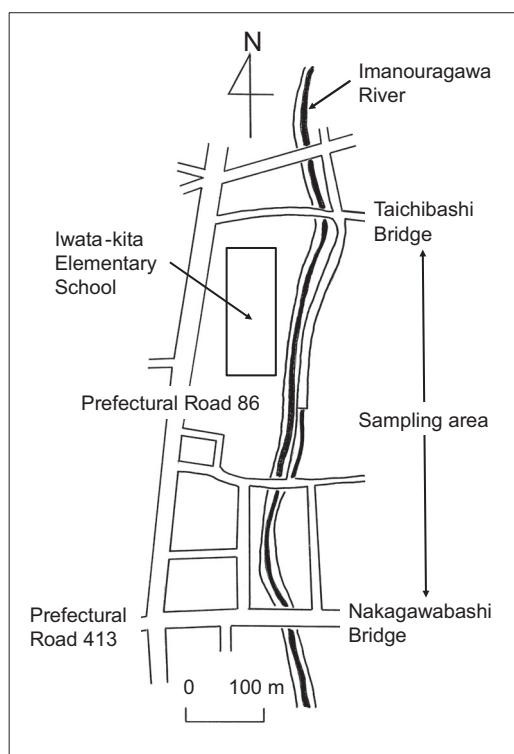 N
Imanouragawa
River
Taichibashi
Bridge
Iwata-kita
Elementary
School
Prefectural Road 86
Sampling area
Prefectural
Road 413
Nakagawabashi
Bridge
0 100 m